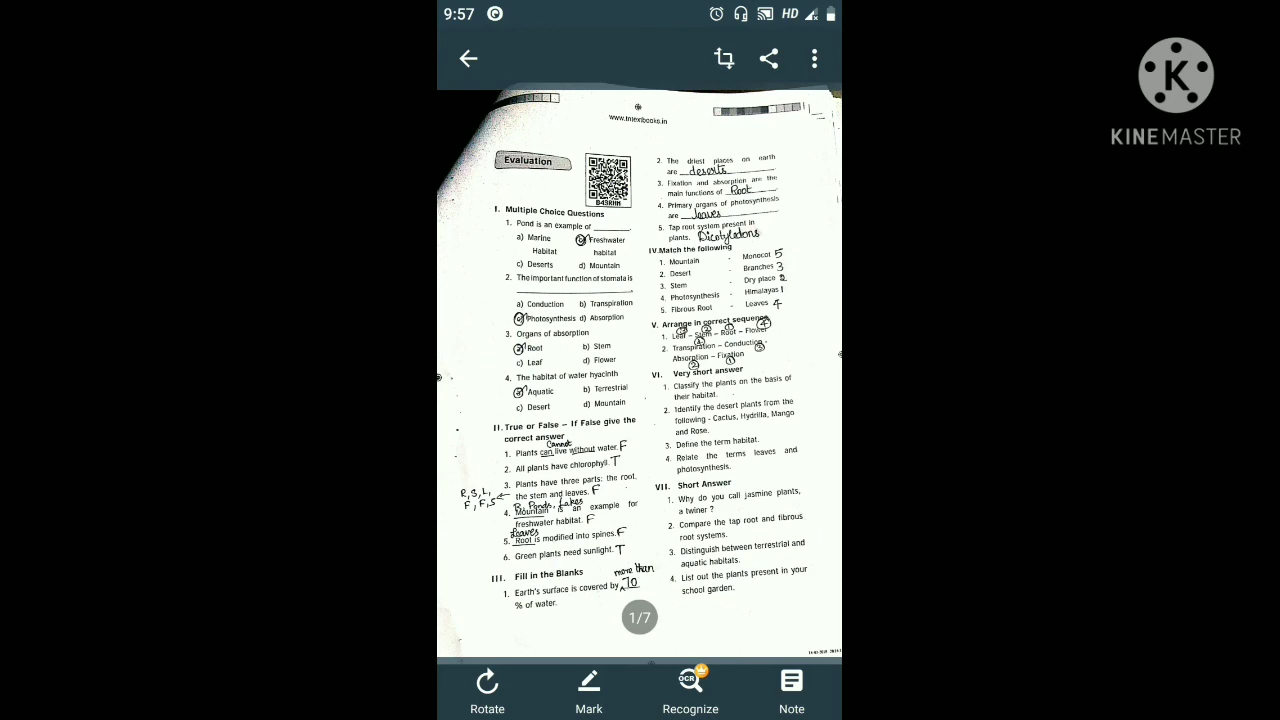 9:57
HD
KINEMASTER
www.tntextbooks.in
Evaluation
B4SRHH
I. Multiple Choice Questions
1. Pond is an example of ________.
a) Marine Habitat b) Freshwater habitat
c) Deserts d) Mountain
2. The important function of stomata is
a) Conduction b) Transpiration
c) Photosynthesis d) Absorption
3. Organs of absorption
a) Root b) Stem
c) Leaf d) Flower
4. The habitat of water hyacinth
a) Aquatic b) Terrestrial
c) Desert d) Mountain
II. True or False – If False give the
correct answer
cannot
1. Plants can live without water. F
2. All plants have chlorophyll. T
3. Plants have three parts: the root,
the stem and leaves. F
R, S, L,
F, F, S
Ponds, Lakes
4. Mountain is an example for
freshwater habitat. F
Leaves
5. Root is modified into spines. F
6. Green plants need sunlight. T
III. Fill in the Blanks
more than
1. Earth's surface is covered by 70
% of water.
2. The driest places on earth
are deserts
3. Fixation and absorption are the
main functions of Root
4. Primary organs of photosynthesis
are leaves
5. Tap root system present in
plants. Dicotyledons
IV. Match the following
1. Mountain - Monocot 5
2. Desert - Branches 3
3. Stem - Dry place 2
4. Photosynthesis - Himalayas 1
5. Fibrous Root - Leaves 4
V. Arrange in correct sequence
1. Leaf – Stem – Root – Flower
2. Transpiration – Conduction -
Absorption – Fixation
VI. Very short answer
1. Classify the plants on the basis of
their habitat.
2. Identify the desert plants from the
following - Cactus, Hydrilla, Mango
and Rose.
3. Define the term habitat.
4. Relate the terms leaves and
photosynthesis.
VII. Short Answer
1. Why do you call jasmine plants,
a twiner ?
2. Compare the tap root and fibrous
root systems.
3. Distinguish between terrestrial and
aquatic habitats.
4. List out the plants present in your
school garden.
1/7
OCR
Rotate
Mark
Recognize
Note